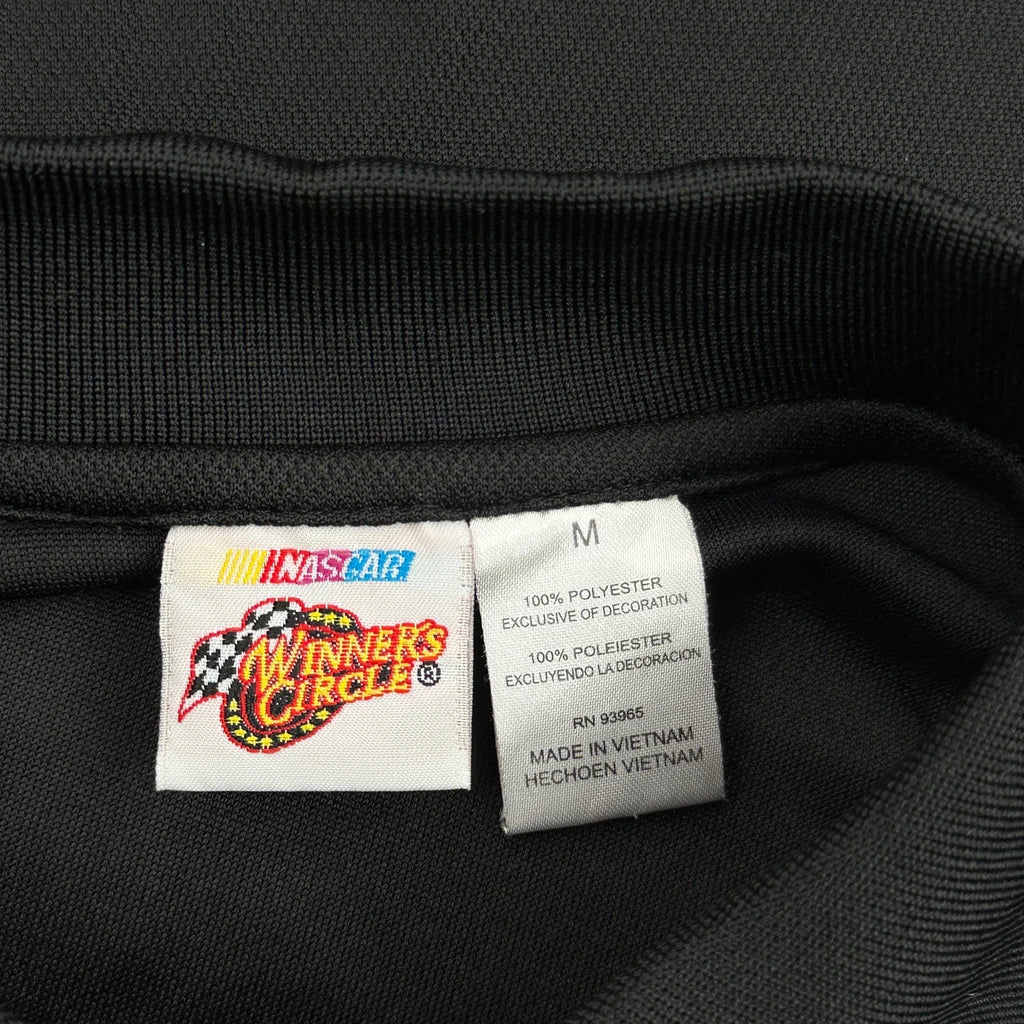 NASCAR
WINNER'S
CIRCLE®
M
100% POLYESTER
EXCLUSIVE OF DECORATION
100% POLEIESTER
EXCLUYENDO LA DECORACION
RN 93965
MADE IN VIETNAM
HECHOEN VIETNAM